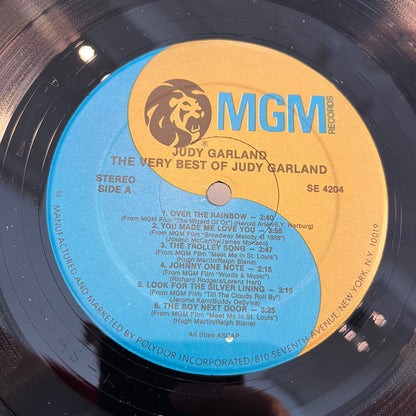 MGM
RECORDS
®
JUDY GARLAND
THE VERY BEST OF JUDY GARLAND
STEREO
SIDE A
SE 4204
1. OVER THE RAINBOW — 2:40
(From MGM Film "The Wizard Of Oz") (Harold Arlen/E.Y. Harburg)
2. YOU MADE ME LOVE YOU —
(From MGM Film "Broadway Melody of 1938")
(Joseph McCarthy/James Monaco)
3. THE TROLLEY SONG — 2:47
(From MGM Film "Meet Me In St. Louis")
Hugh Martin/Ralph Blane)
4. JOHNNY ONE NOTE — 2:15
(From MGM Film "Words & Music")
(Richard Rodgers/Lorenz Hart)
5. LOOK FOR THE SILVER LINING — 3:15
(From MGM Film "Till The Clouds Roll By")
(Jerome Kern/Buddy DeSylva)
6. THE BOY NEXT DOOR — 3:25
(From MGM Film "Meet Me In St. Louis")
(Hugh Martin/Ralph Blane)
All titles ASCAP
MANUFACTURED AND MARKETED BY POLYDOR INCORPORATED/810 SEVENTH AVENUE/NEW YORK, N.Y. 10019